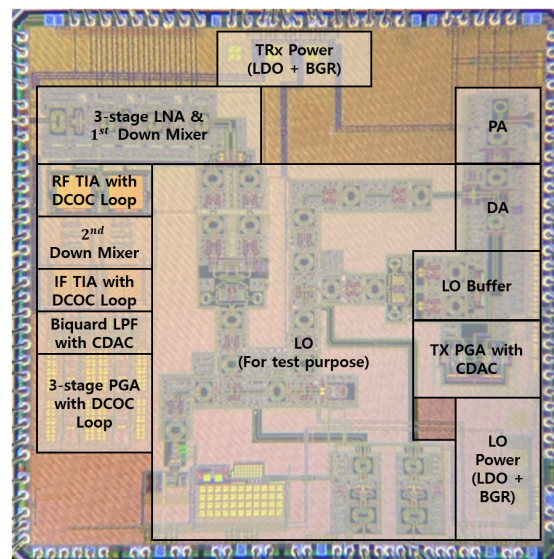 TRx Power
(LDO + BGR)
3-stage LNA &
1st Down Mixer
PA
RF TIA with
DCOC Loop
DA
2nd
Down Mixer
IF TIA with
DCOC Loop
LO Buffer
Biquard LPF
with CDAC
LO
(For test purpose)
TX PGA with
CDAC
3-stage PGA
with DCOC
Loop
LO
Power
(LDO +
BGR)